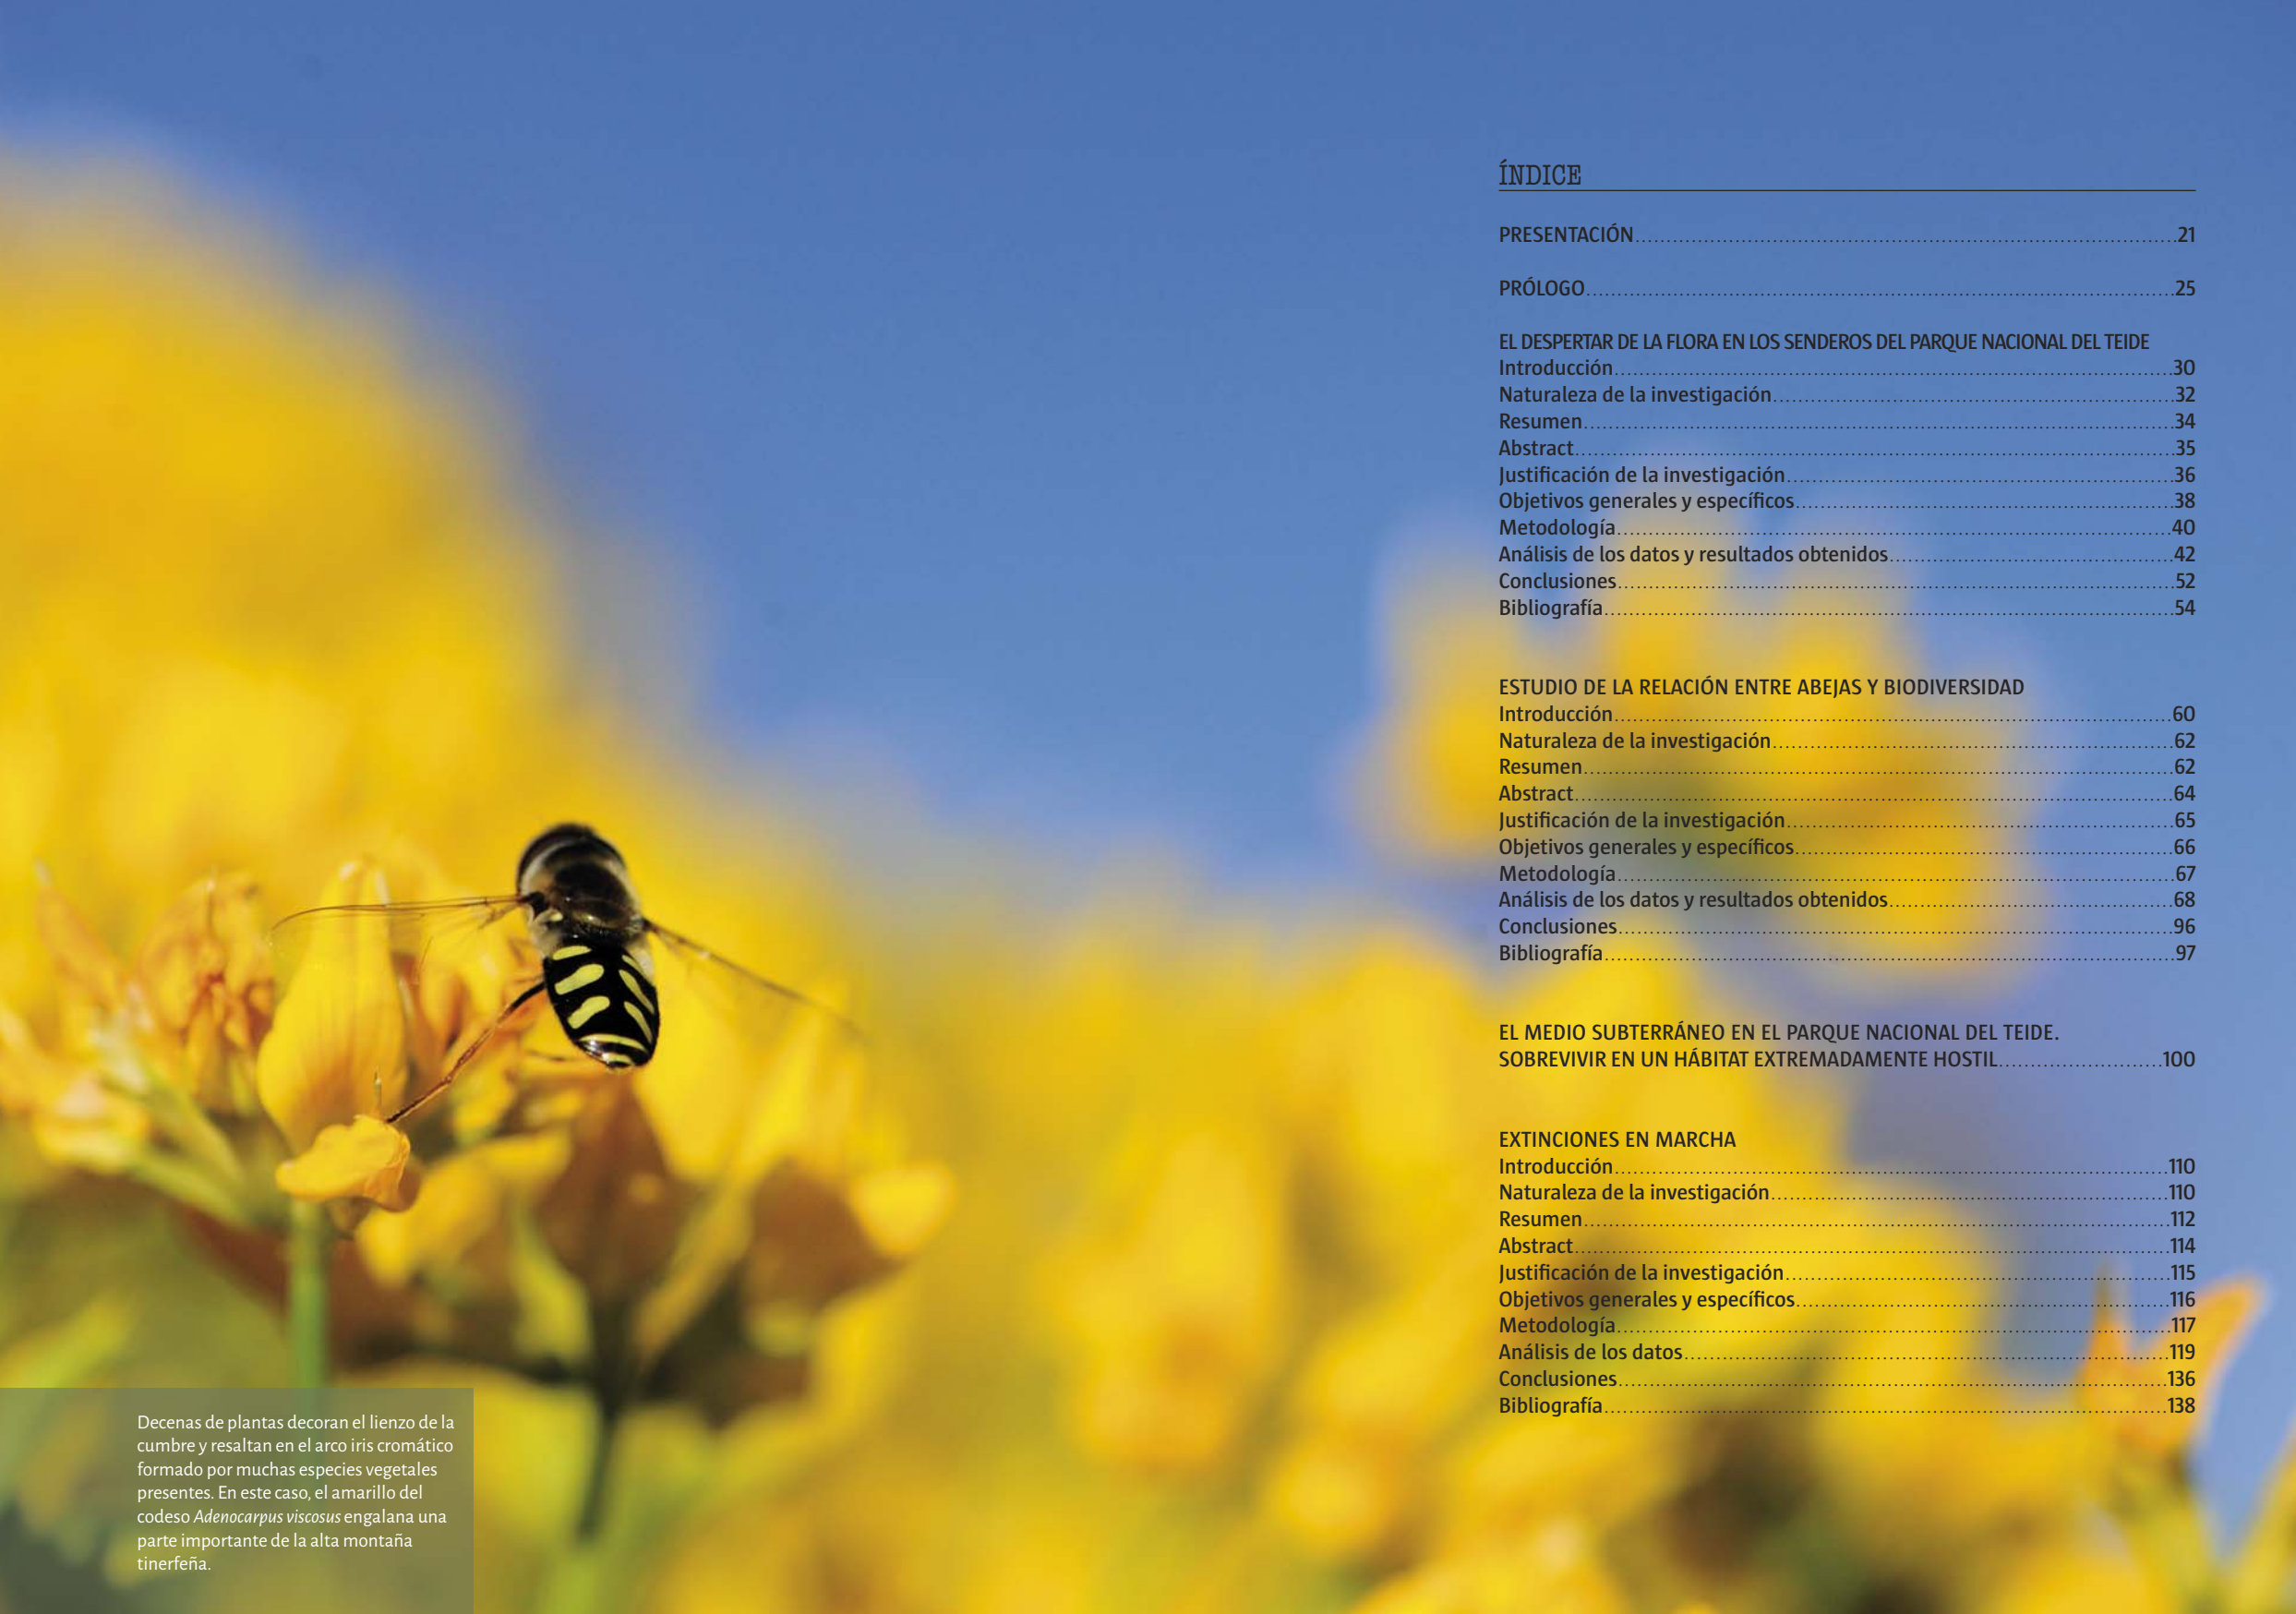 ÍNDICE
PRESENTACIÓN.....21
PRÓLOGO.....25
EL DESPERTAR DE LA FLORA EN LOS SENDEROS DEL PARQUE NACIONAL DEL TEIDE
Introducción.....30
Naturaleza de la investigación.....32
Resumen.....34
Abstract.....35
Justificación de la investigación.....36
Objetivos generales y específicos.....38
Metodología.....40
Análisis de los datos y resultados obtenidos.....42
Conclusiones.....52
Bibliografía.....54
ESTUDIO DE LA RELACIÓN ENTRE ABEJAS Y BIODIVERSIDAD
Introducción.....60
Naturaleza de la investigación.....62
Resumen.....62
Abstract.....64
Justificación de la investigación.....65
Objetivos generales y específicos.....66
Metodología.....67
Análisis de los datos y resultados obtenidos.....68
Conclusiones.....96
Bibliografía.....97
EL MEDIO SUBTERRÁNEO EN EL PARQUE NACIONAL DEL TEIDE.
SOBREVIVIR EN UN HÁBITAT EXTREMADAMENTE HOSTIL.....100
EXTINCIONES EN MARCHA
Introducción.....110
Naturaleza de la investigación.....110
Resumen.....112
Abstract.....114
Justificación de la investigación.....115
Objetivos generales y específicos.....116
Metodología.....117
Análisis de los datos.....119
Conclusiones.....136
Bibliografía.....138
Decenas de plantas decoran el lienzo de la
cumbre y resaltan en el arco iris cromático
formado por muchas especies vegetales
presentes. En este caso, el amarillo del
codeso Adenocarpus viscosus engalana una
parte importante de la alta montaña
tinerfeña.